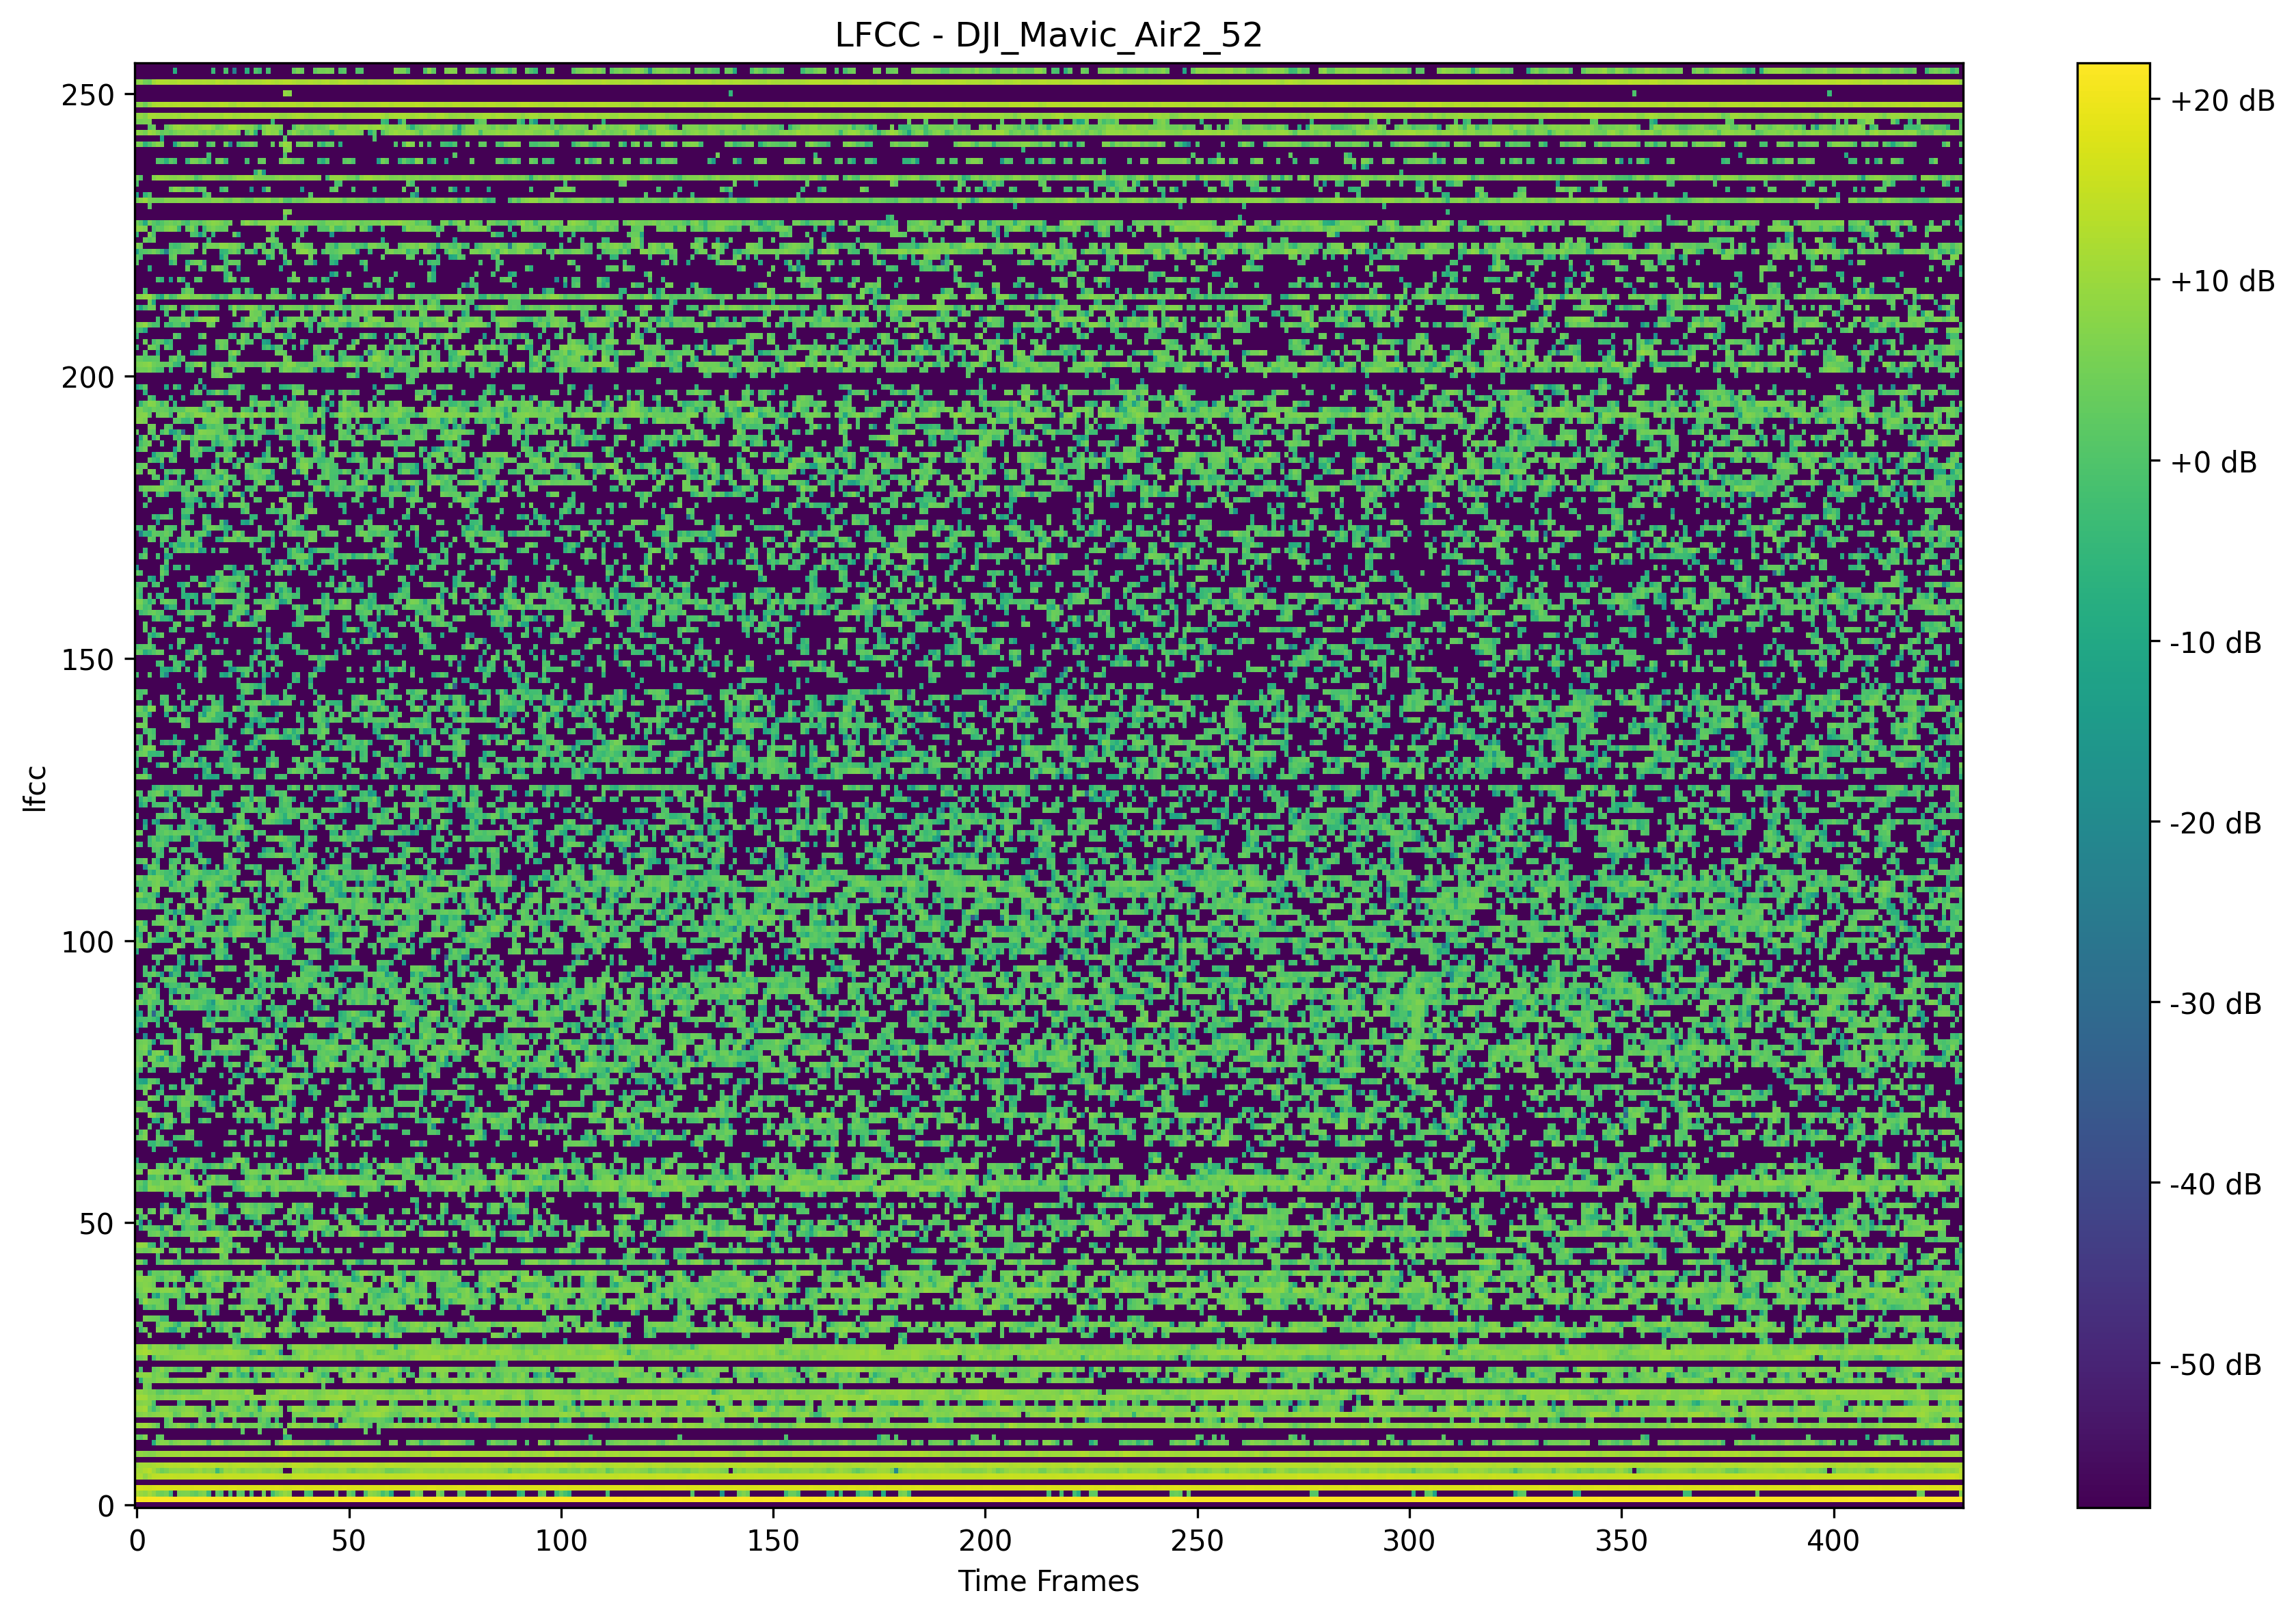 LFCC - DJI_Mavic_Air2_52
250
200
150
100
50
0
lfcc
0 50 100 150 200 250 300 350 400
Time Frames
+20 dB
+10 dB
+0 dB
-10 dB
-20 dB
-30 dB
-40 dB
-50 dB